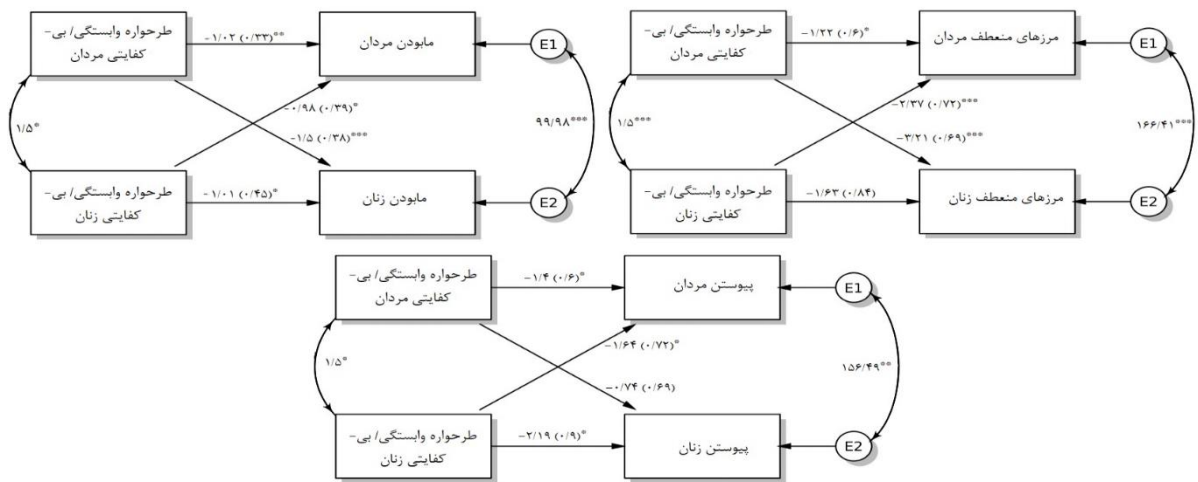 طرحواره وابستگی/ بی-
کفایتی مردان
-۱/۰۲ (۰/۳۳)**
مابودن مردان
E1
-۰/۹۸ (۰/۳۹)*
-۱/۵ (۰/۳۸)***
۱/۵*
۹۹/۹۸***
طرحواره وابستگی/ بی-
کفایتی زنان
-۱/۰۱ (۰/۴۵)*
مابودن زنان
E2
طرحواره وابستگی/ بی-
کفایتی مردان
-۱/۲۲ (۰/۶)*
مرزهای منعطف مردان
E1
-۲/۳۷ (۰/۷۲)***
-۳/۲۱ (۰/۶۹)***
۱/۵***
۱۶۶/۴۱***
طرحواره وابستگی/ بی-
کفایتی زنان
-۱/۶۳ (۰/۸۴)
مرزهای منعطف زنان
E2
طرحواره وابستگی/ بی-
کفایتی مردان
-۱/۴ (۰/۶)*
پیوستن مردان
E1
-۱/۶۴ (۰/۷۲)*
-۰/۷۴ (۰/۶۹)
۱/۵*
۱۵۶/۴۹**
طرحواره وابستگی/ بی-
کفایتی زنان
-۲/۱۹ (۰/۹)*
پیوستن زنان
E2